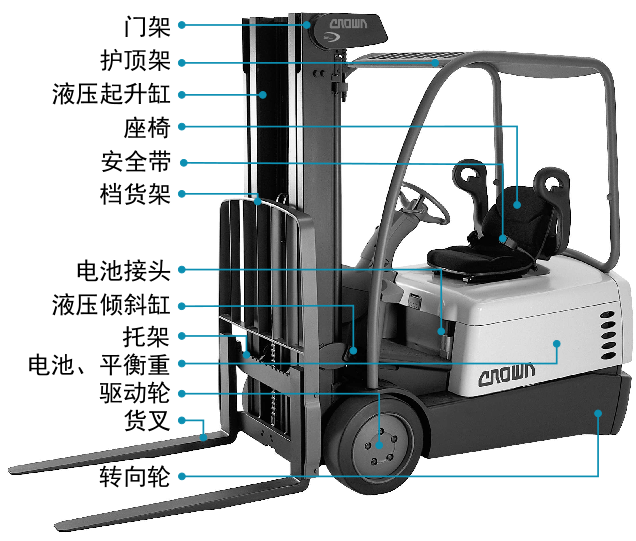 门架
CROWN
护顶架
液压起升缸
座椅
安全带
档货架
电池接头
液压倾斜缸
托架
电池、平衡重
CROWN
驱动轮
货叉
转向轮